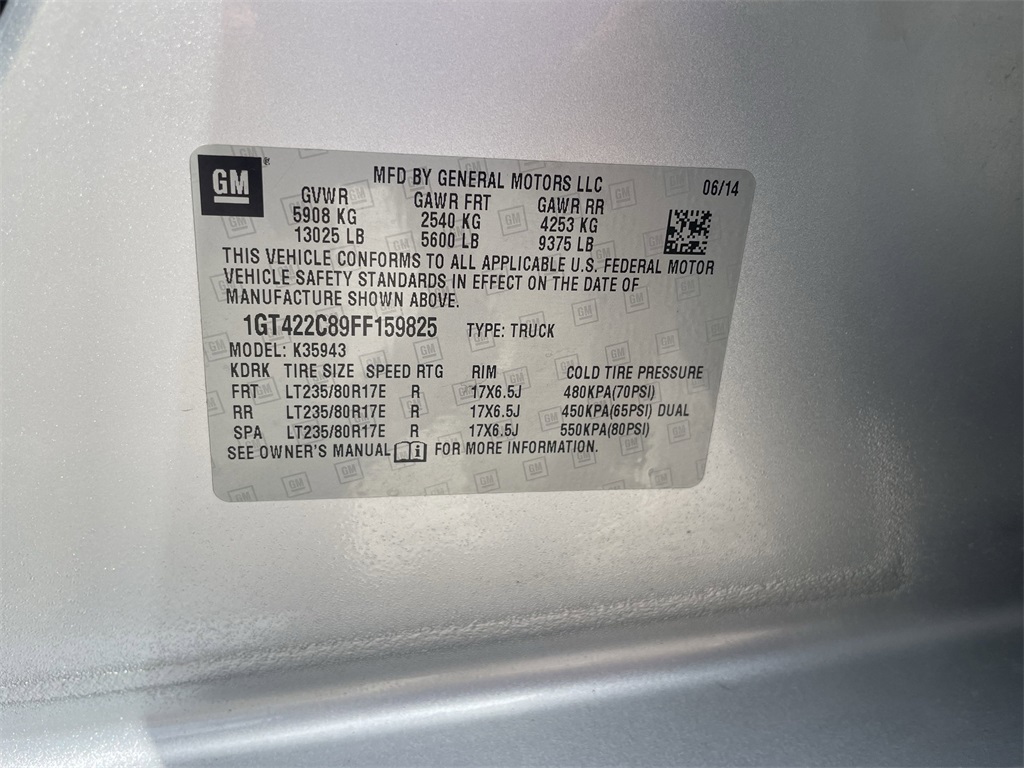 GM
MFD BY GENERAL MOTORS LLC 06/14
GVWR GAWR FRT GAWR RR
5908 KG 2540 KG 4253 KG
13025 LB 5600 LB 9375 LB
THIS VEHICLE CONFORMS TO ALL APPLICABLE U.S. FEDERAL MOTOR
VEHICLE SAFETY STANDARDS IN EFFECT ON THE DATE OF
MANUFACTURE SHOWN ABOVE.
1GT422C89FF159825 TYPE: TRUCK
MODEL: K35943
KDRK TIRE SIZE SPEED RTG RIM COLD TIRE PRESSURE
FRT LT235/80R17E R 17X6.5J 480KPA(70PSI)
RR LT235/80R17E R 17X6.5J 450KPA(65PSI) DUAL
SPA LT235/80R17E R 17X6.5J 550KPA(80PSI)
SEE OWNER'S MANUAL i FOR MORE INFORMATION.